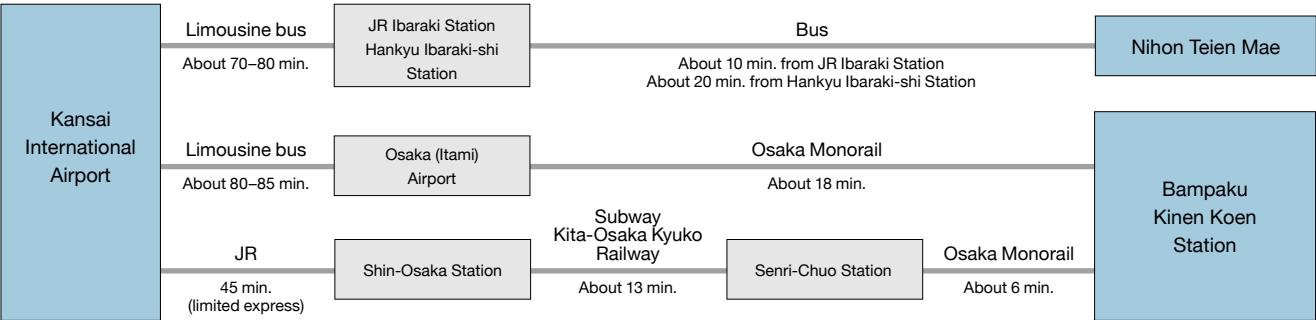 Limousine bus
About 70–80 min.
JR Ibaraki Station
Hankyu Ibaraki-shi
Station
Bus
About 10 min. from JR Ibaraki Station
About 20 min. from Hankyu Ibaraki-shi Station
Nihon Teien Mae
Kansai
International
Airport
Limousine bus
About 80–85 min.
Osaka (Itami)
Airport
Osaka Monorail
About 18 min.
Bampaku
Kinen Koen
Station
JR
45 min.
(limited express)
Shin-Osaka Station
Subway
Kita-Osaka Kyuko
Railway
About 13 min.
Senri-Chuo Station
Osaka Monorail
About 6 min.